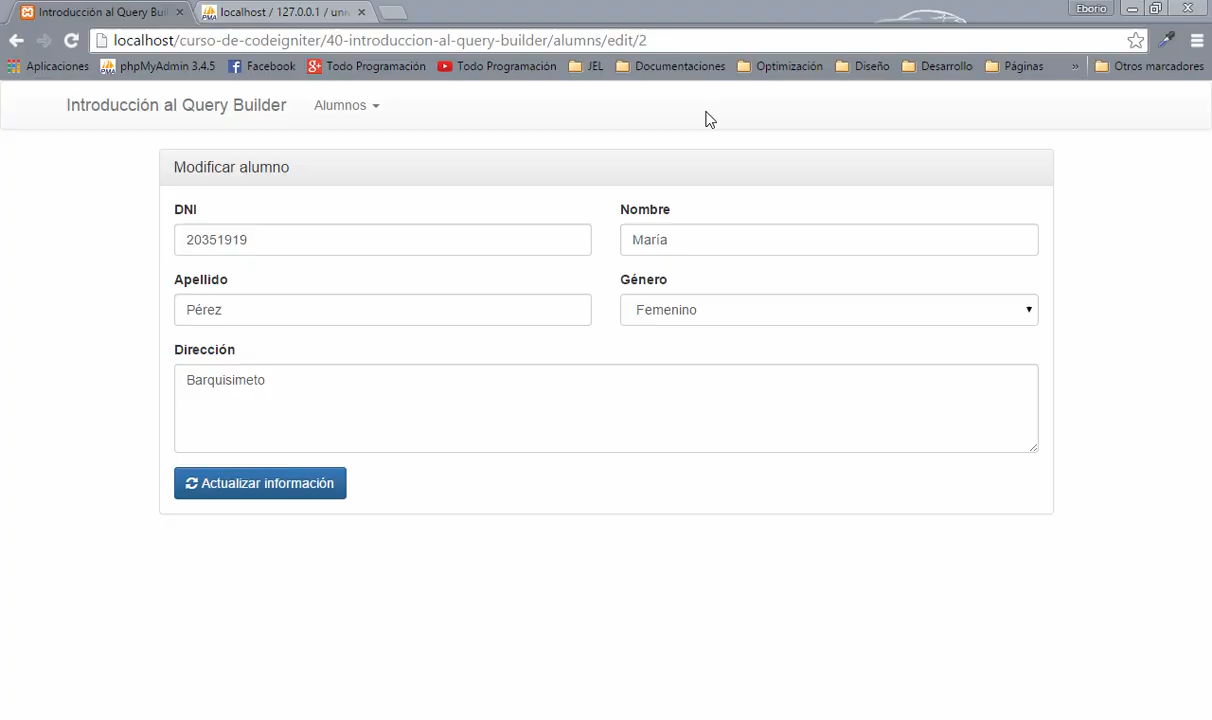 Introducción al Query Bui
localhost / 127.0.0.1 / un
Eborio
localhost/curso-de-codeigniter/40-introduccion-al-query-builder/alumns/edit/2
Aplicaciones phpMyAdmin 3.4.5 Facebook Todo Programación Todo Programación JEL Documentaciones Optimización Diseño Desarrollo Páginas » Otros marcadores
Introducción al Query Builder Alumnos
Modificar alumno
DNI Nombre
20351919 María
Apellido Género
Pérez Femenino
Dirección
Barquisimeto
Actualizar información